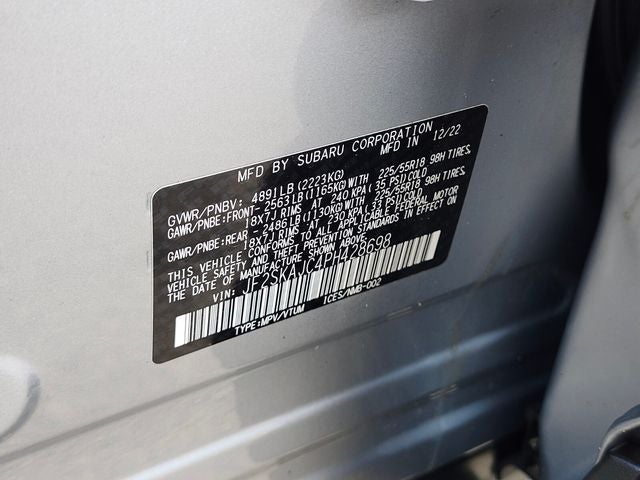 MFD BY SUBARU CORPORATION
MFD IN 12/22
GVWR/PNBV: 4891LB(2223KG)
GAWR/PNBE:FRONT-2563LB(1165KG)WITH 225/55R18 98H TIRES,
18X7J RIMS AT 240 KPA(35 PSI)COLD
GAWR/PNBE:REAR -2486LB(1130KG)WITH 225/55R18 98H TIRES,
18X7J RIMS AT 230 KPA(33 PSI)COLD
THIS VEHICLE CONFORMS TO ALL APPLICABLE FEDERAL MOTOR
VEHICLE SAFETY AND THEFT PREVENTION STANDARDS IN EFFECT ON
THE DATE OF MANUFACTURE SHOWN ABOVE.
VIN: JF2SKAJC4PH428698
TYPE:MPV/VTUM ICES/NMB-002